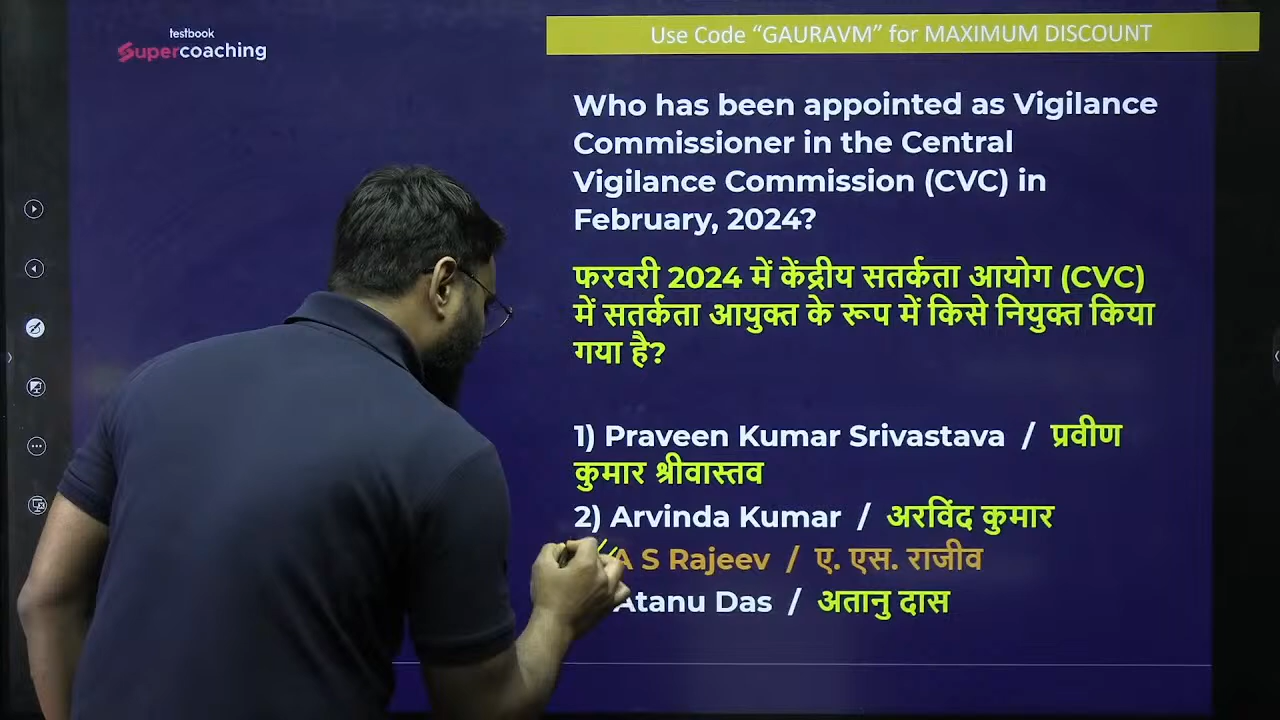 testbook
Supercoaching
Use Code “GAURAVM” for MAXIMUM DISCOUNT
Who has been appointed as Vigilance
Commissioner in the Central
Vigilance Commission (CVC) in
February, 2024?
फरवरी 2024 में केंद्रीय सतर्कता आयोग (CVC)
में सतर्कता आयुक्त के रूप में किसे नियुक्त किया
गया है?
1) Praveen Kumar Srivastava / प्रवीण
कुमार श्रीवास्तव
2) Arvinda Kumar / अरविंद कुमार
A S Rajeev / ए. एस. राजीव
Atanu Das / अतानु दास